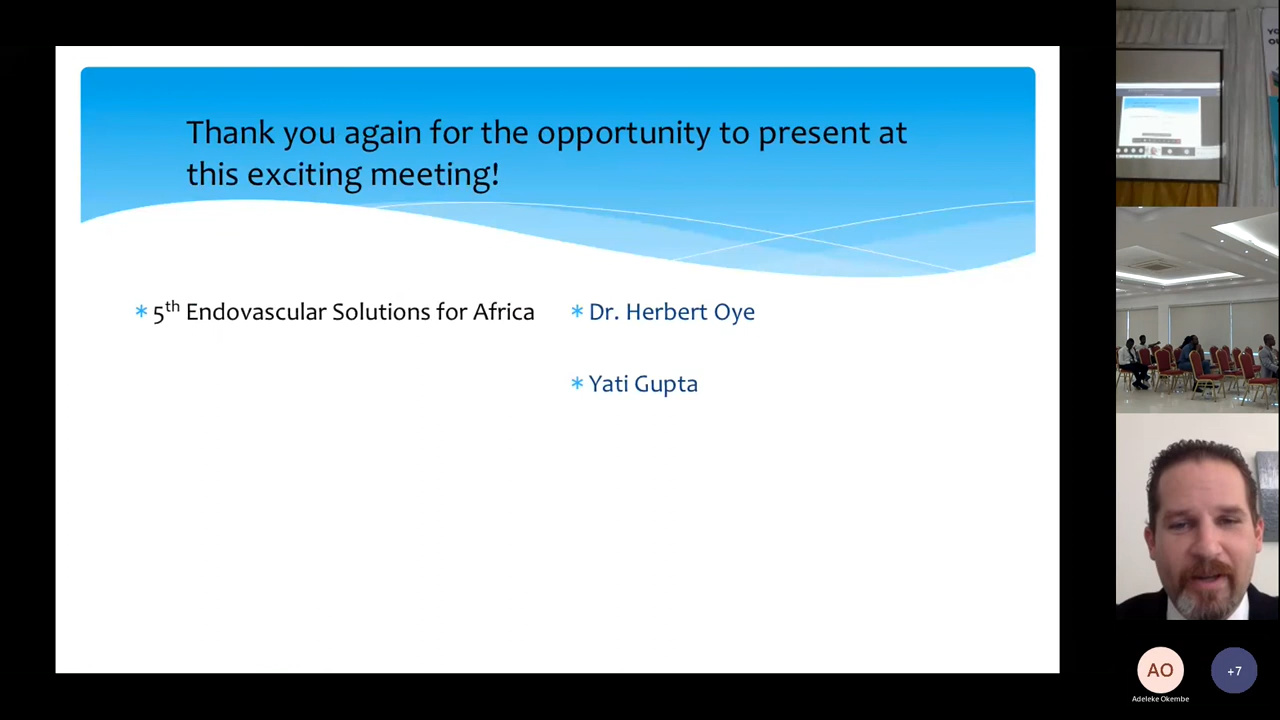 Thank you again for the opportunity to present at
this exciting meeting!
* 5th Endovascular Solutions for Africa
* Dr. Herbert Oye
* Yati Gupta
AO
Adeleke Okembe
+7